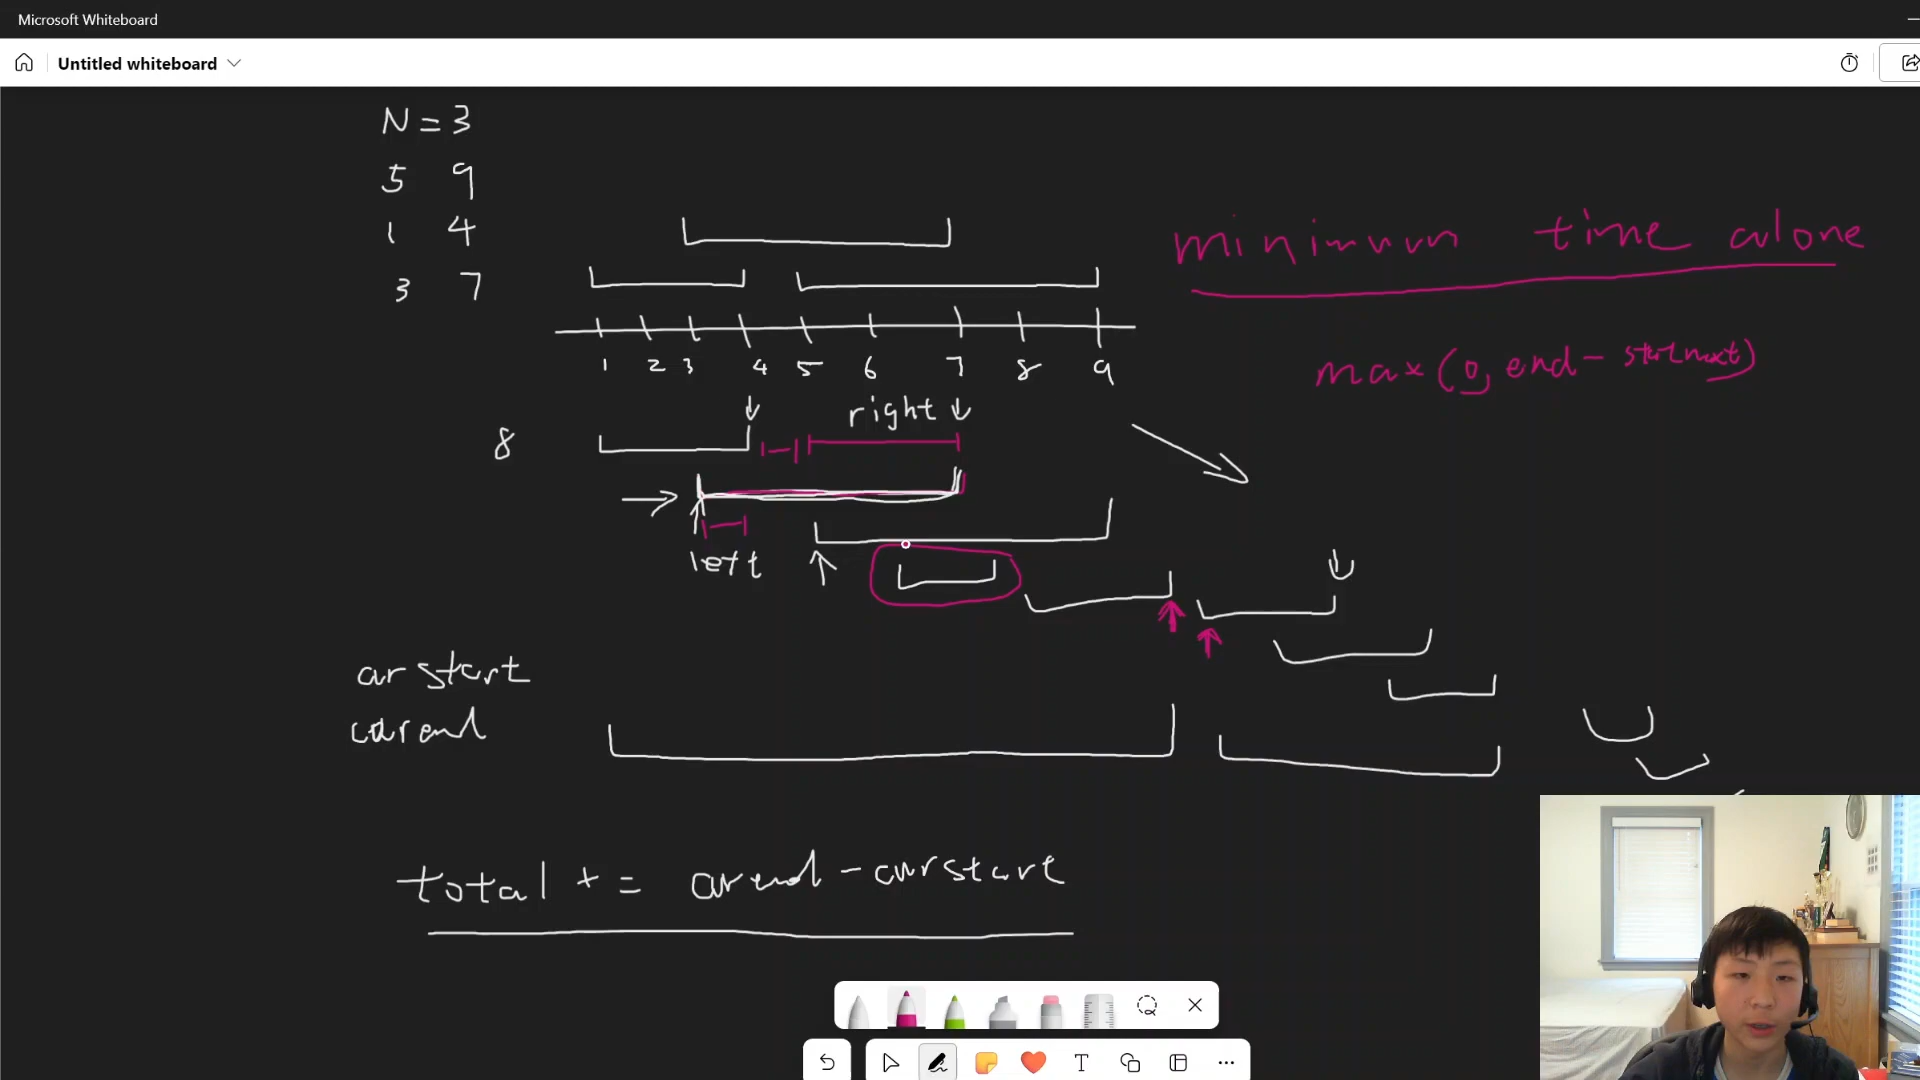 Microsoft Whiteboard
Untitled whiteboard
N = 3
5 9
1 4
3 7
minimum time alone
1 2 3 4 5 6 7 8 9
max(0, end - startnext)
right
8
left
curstart
curend
total += curend - curstart
T